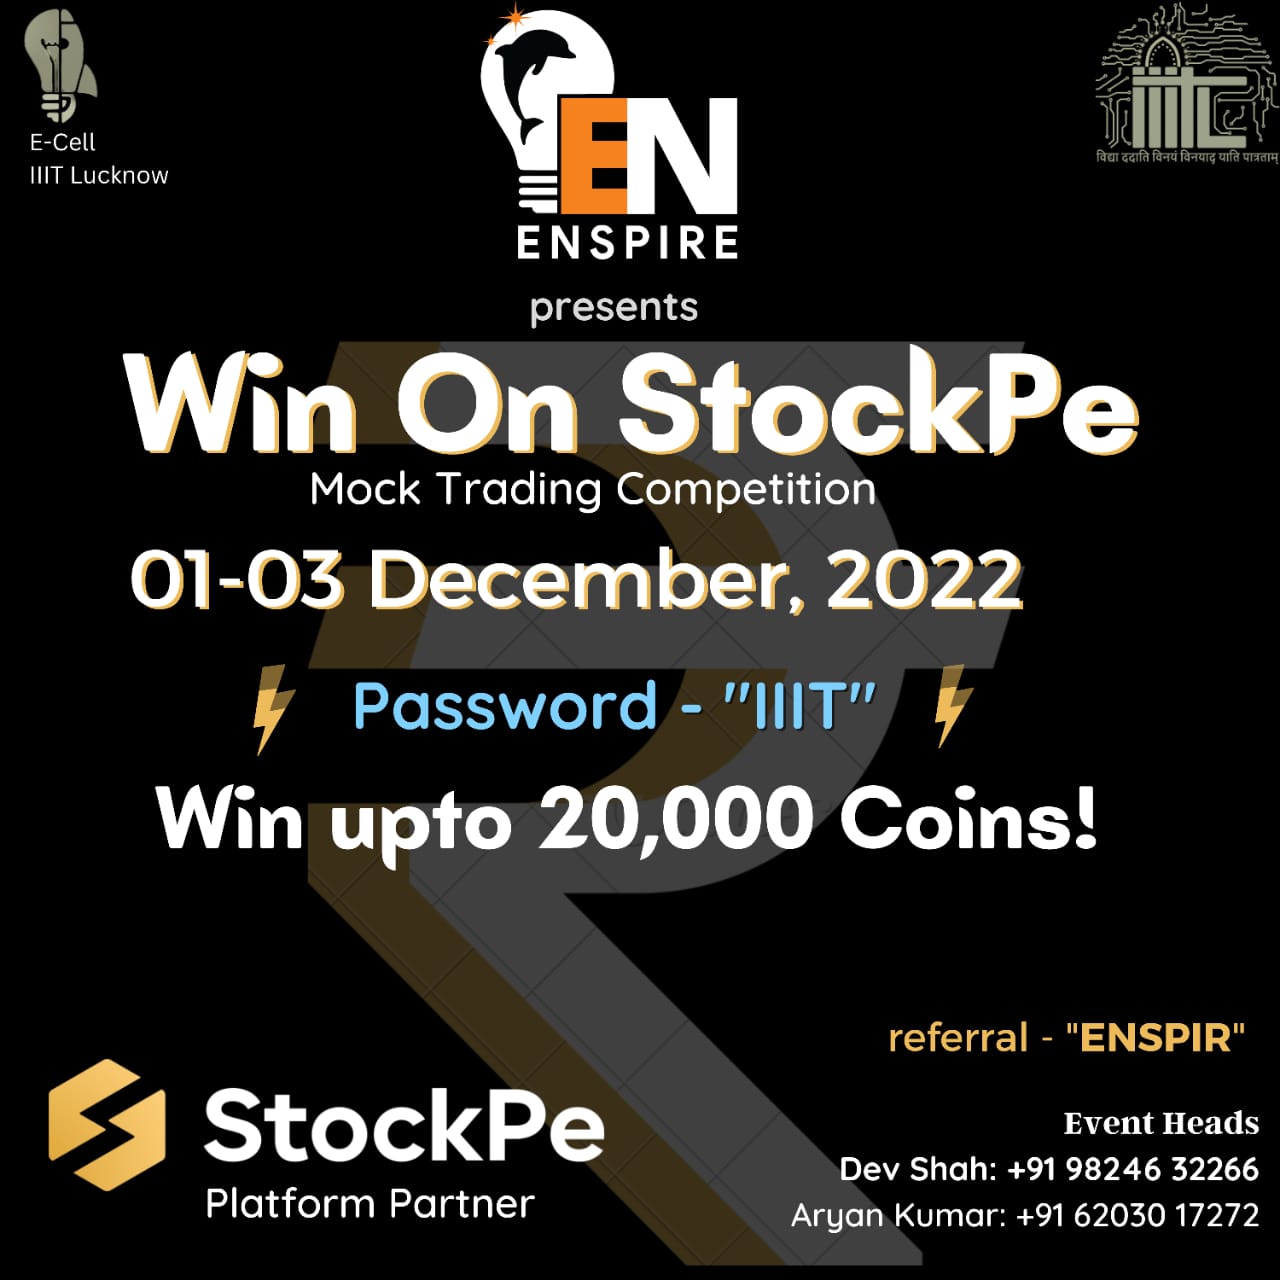 E-Cell
IIIT Lucknow
EN
ENSPIRE
IIITL
विद्या ददाति विनयं विनयाद् याति पात्रताम्
presents
Win On StockPe
Mock Trading Competition
01-03 December, 2022
Password - "IIIT"
Win upto 20,000 Coins!
referral - "ENSPIR"
StockPe
Platform Partner
Event Heads
Dev Shah: +91 98246 32266
Aryan Kumar: +91 62030 17272